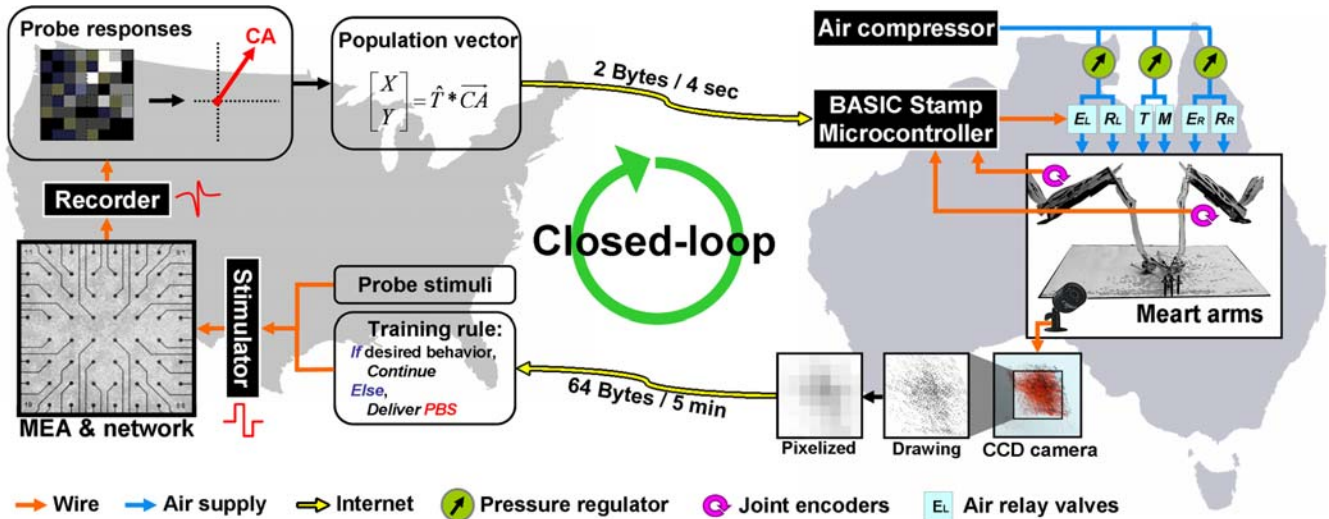 Probe responses
CA
Population vector
[X Y] = T̂ * CA
2 Bytes / 4 sec
Air compressor
BASIC Stamp
Microcontroller
EL RL T M ER RR
Recorder
Closed-loop
Stimulator
Probe stimuli
Training rule:
If desired behavior,
Continue
Else,
Deliver PBS
MEA & network
64 Bytes / 5 min
Meart arms
Pixelized
Drawing
CCD camera
Wire
Air supply
Internet
Pressure regulator
Joint encoders
EL Air relay valves